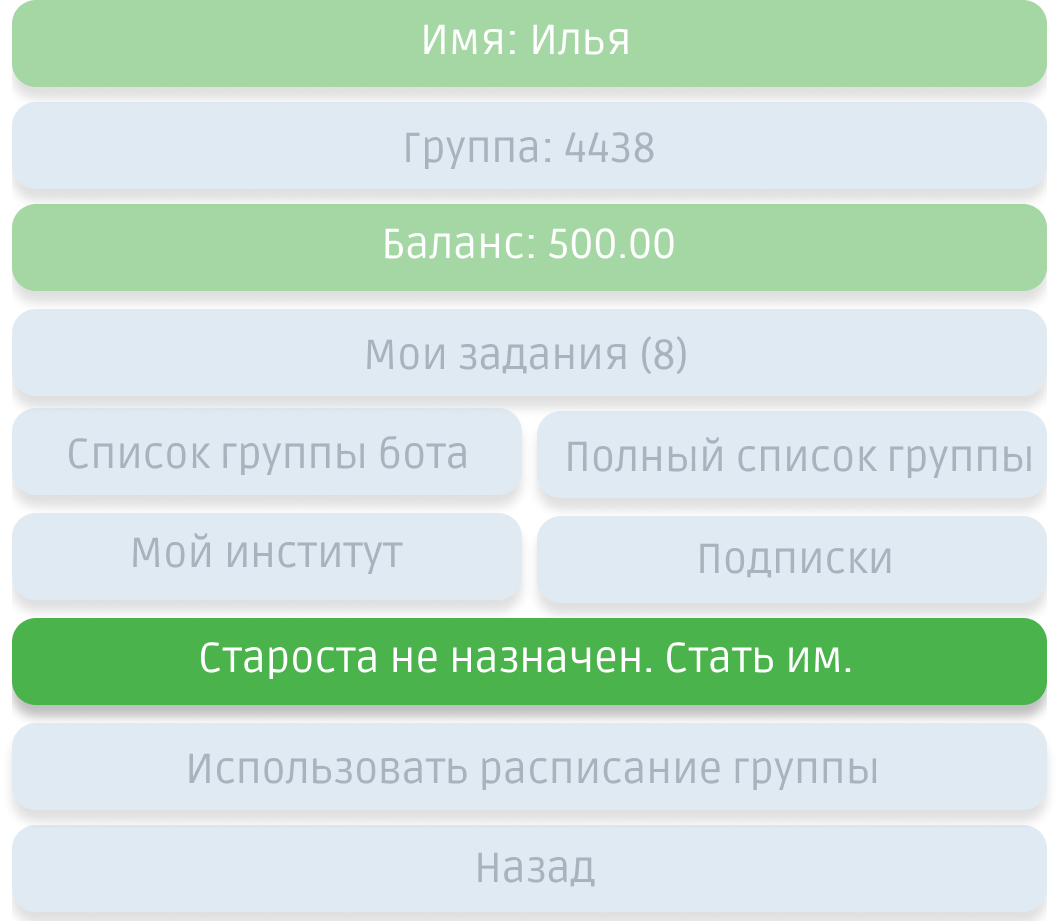 Имя: Илья
Группа: 4438
Баланс: 500.00
Мои задания (8)
Список группы бота
Полный список группы
Мой институт
Подписки
Староста не назначен. Стать им.
Использовать расписание группы
Назад